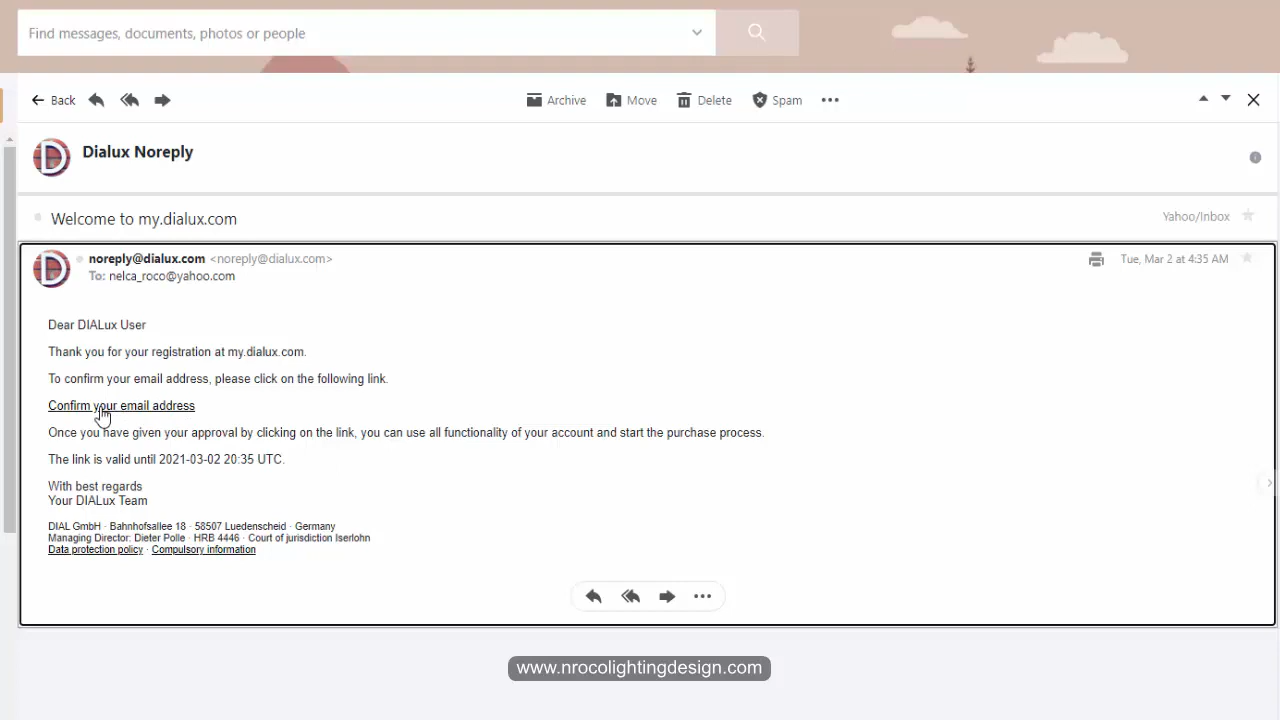 Find messages, documents, photos or people
Back
Archive
Move
Delete
Spam
Dialux Noreply
Welcome to my.dialux.com
Yahoo/Inbox
noreply@dialux.com <noreply@dialux.com>
Tue, Mar 2 at 4:35 AM
To: nelca_roco@yahoo.com
Dear DIALux User
Thank you for your registration at my.dialux.com.
To confirm your email address, please click on the following link.
Confirm your email address
Once you have given your approval by clicking on the link, you can use all functionality of your account and start the purchase process.
The link is valid until 2021-03-02 20:35 UTC.
With best regards
Your DIALux Team
DIAL GmbH · Bahnhofsallee 18 · 58507 Luedenscheid · Germany
Managing Director: Dieter Polle · HRB 4446 · Court of jurisdiction Iserlohn
Data protection policy · Compulsory information
www.nrocolightingdesign.com